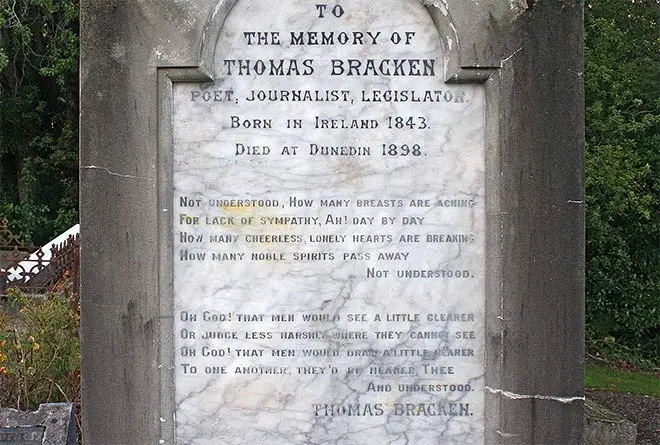 TO
THE MEMORY OF
THOMAS BRACKEN
POET, JOURNALIST, LEGISLATOR.
BORN IN IRELAND 1843.
DIED AT DUNEDIN 1898.
NOT UNDERSTOOD, HOW MANY BREASTS ARE ACHING
FOR LACK OF SYMPATHY, AH! DAY BY DAY
HOW MANY CHEERLESS, LONELY HEARTS ARE BREAKING
HOW MANY NOBLE SPIRITS PASS AWAY
NOT UNDERSTOOD.
OH GOD! THAT MEN WOULD SEE A LITTLE CLEARER
OR JUDGE LESS HARSHLY WHERE THEY CANNOT SEE
OH GOD! THAT MEN WOULD DRAW A LITTLE NEARER
TO ONE ANOTHER, THEY'D BE NEARER THEE
AND UNDERSTOOD.
THOMAS BRACKEN.